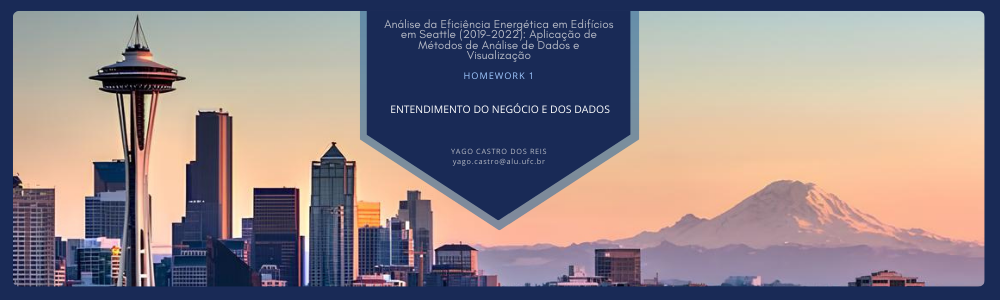 Análise da Eficiência Energética em Edifícios
em Seattle (2019-2022): Aplicação de
Métodos de Análise de Dados e
Visualização
HOMEWORK 1
ENTENDIMENTO DO NEGÓCIO E DOS DADOS
YAGO CASTRO DOS REIS
yago.castro@alu.ufc.br